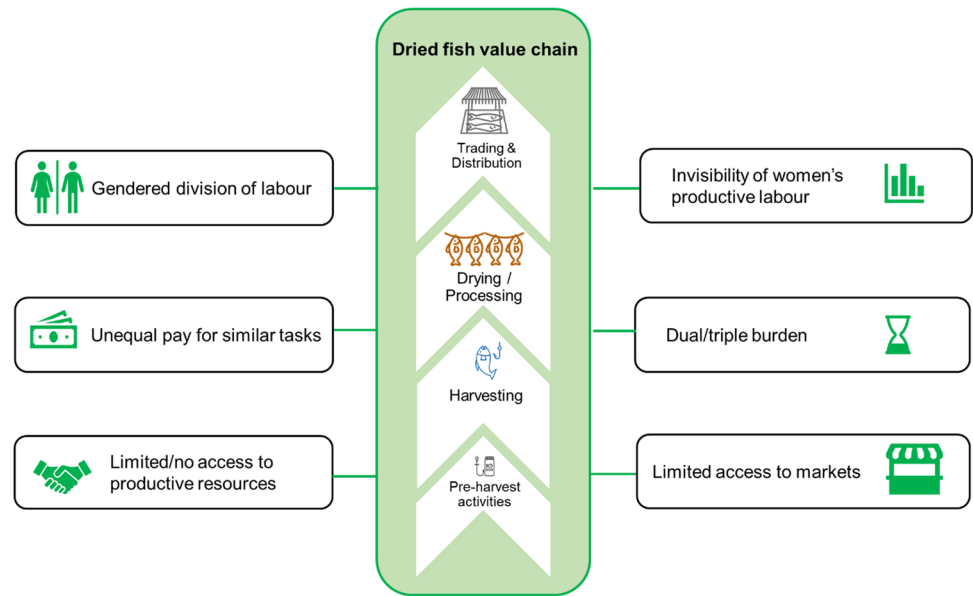 Dried fish value chain
Trading &
Distribution
Drying /
Processing
Harvesting
Pre-harvest
activities
Gendered division of labour
Unequal pay for similar tasks
Limited/no access to
productive resources
Invisibility of women’s
productive labour
Dual/triple burden
Limited access to markets